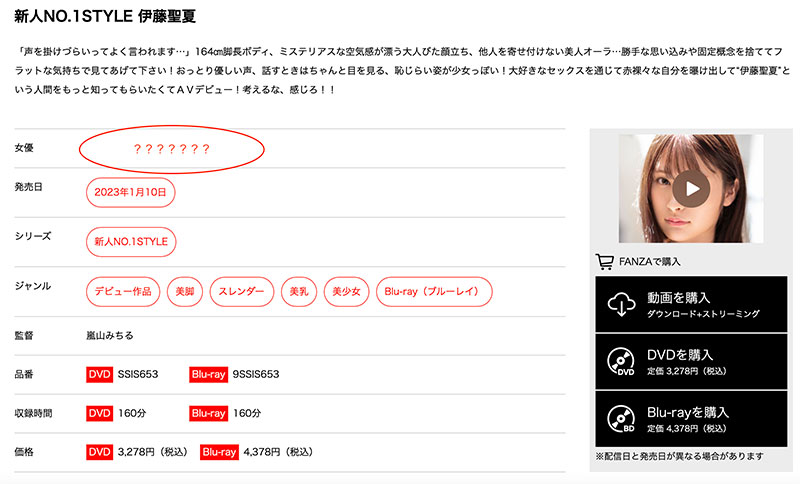 新人NO.1STYLE 伊藤聖夏
「声を掛けづらいってよく言われます…」164㎝脚長ボディ、ミステリアスな空気感が漂う大人びた顔立ち、他人を寄せ付けない美人オーラ…勝手な思い込みや固定概念を捨ててフ
ラットな気持ちで見てあげて下さい！おっとり優しい声、話すときはちゃんと目を見る、恥じらい姿が少女っぽい！大好きなセックスを通じて赤裸々な自分を曝け出して“伊藤聖夏”と
いう人間をもっと知ってもらいたくてＡＶデビュー！考えるな、感じろ！！
女優 ？？？？？？？
発売日 2023年1月10日
シリーズ 新人NO.1STYLE
ジャンル デビュー作品 美脚 スレンダー 美乳 美少女 Blu-ray（ブルーレイ）
監督 嵐山みちる
品番 DVD SSIS653 Blu-ray 9SSIS653
収録時間 DVD 160分 Blu-ray 160分
価格 DVD 3,278円（税込） Blu-ray 4,378円（税込）
FANZAで購入
動画を購入
ダウンロード+ストリーミング
DVD
DVDを購入
定価 3,278円（税込）
BD
Blu-rayを購入
定価 4,378円（税込）
※配信日と発売日が異なる場合があります